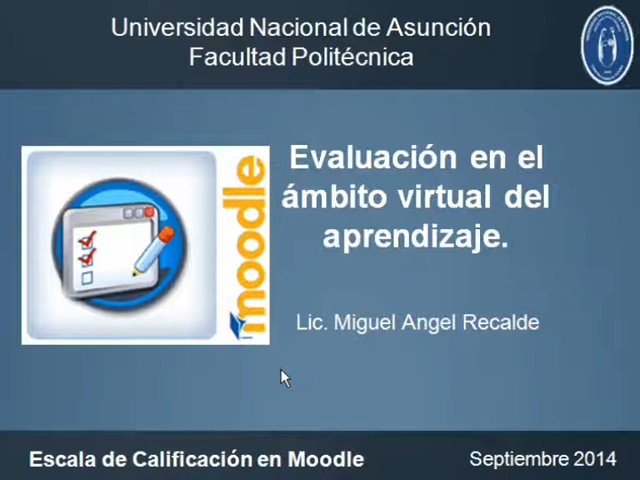 Universidad Nacional de Asunción
Facultad Politécnica
Evaluación en el
ámbito virtual del
aprendizaje.
moodle
Lic. Miguel Angel Recalde
Escala de Calificación en Moodle
Septiembre 2014